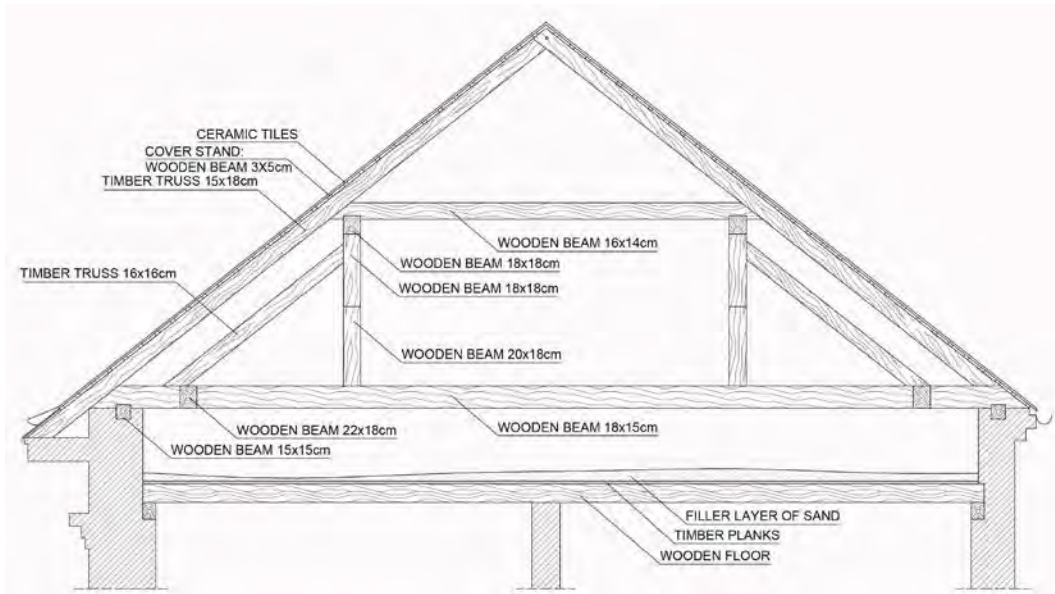 CERAMIC TILES
COVER STAND:
WOODEN BEAM 3X5cm
TIMBER TRUSS 15x18cm
WOODEN BEAM 16x14cm
WOODEN BEAM 18x18cm
TIMBER TRUSS 16x16cm
WOODEN BEAM 18x18cm
WOODEN BEAM 20x18cm
WOODEN BEAM 22x18cm
WOODEN BEAM 18x15cm
WOODEN BEAM 15x15cm
FILLER LAYER OF SAND
TIMBER PLANKS
WOODEN FLOOR